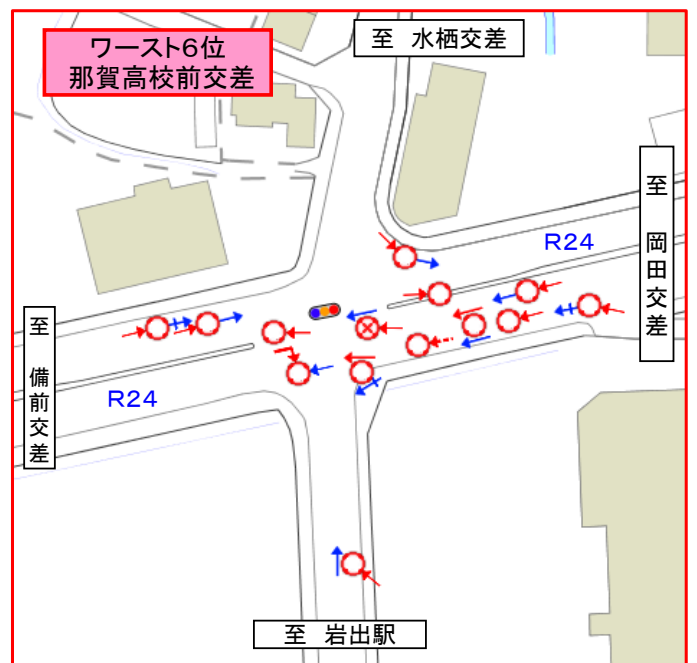 ワースト6位
那賀高校前交差
至 水栖交差
至 岡田交差
R24
至 備前交差
R24
至 岩出駅